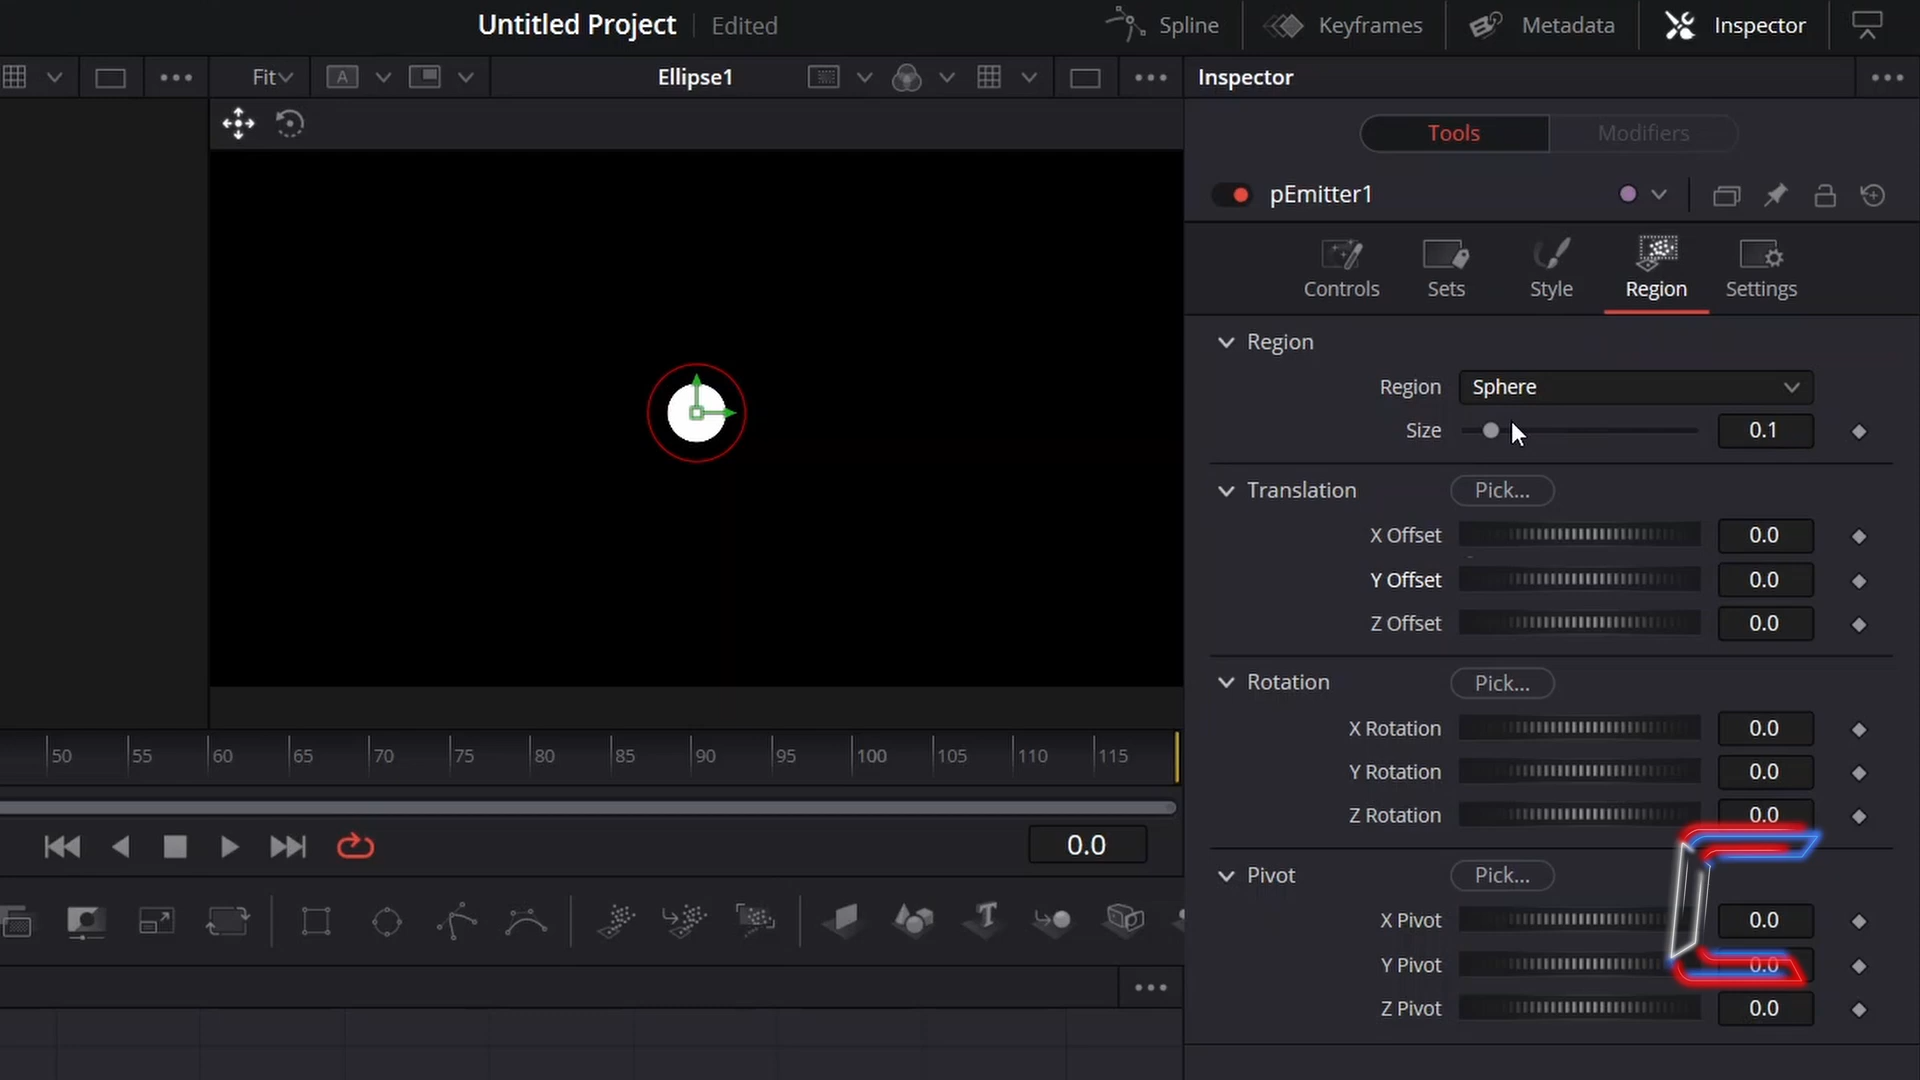 Untitled Project Edited Spline Keyframes Metadata Inspector
Fit A Ellipse1 Inspector
Tools Modifiers
pEmitter1
Controls Sets Style Region Settings
Region
Region Sphere
Size 0.1
Translation Pick...
X Offset 0.0
Y Offset 0.0
Z Offset 0.0
Rotation Pick...
X Rotation 0.0
Y Rotation 0.0
Z Rotation 0.0
50 55 60 65 70 75 80 85 90 95 100 105 110 115
0.0
Pivot Pick...
X Pivot 0.0
Y Pivot 0.0
Z Pivot 0.0
T